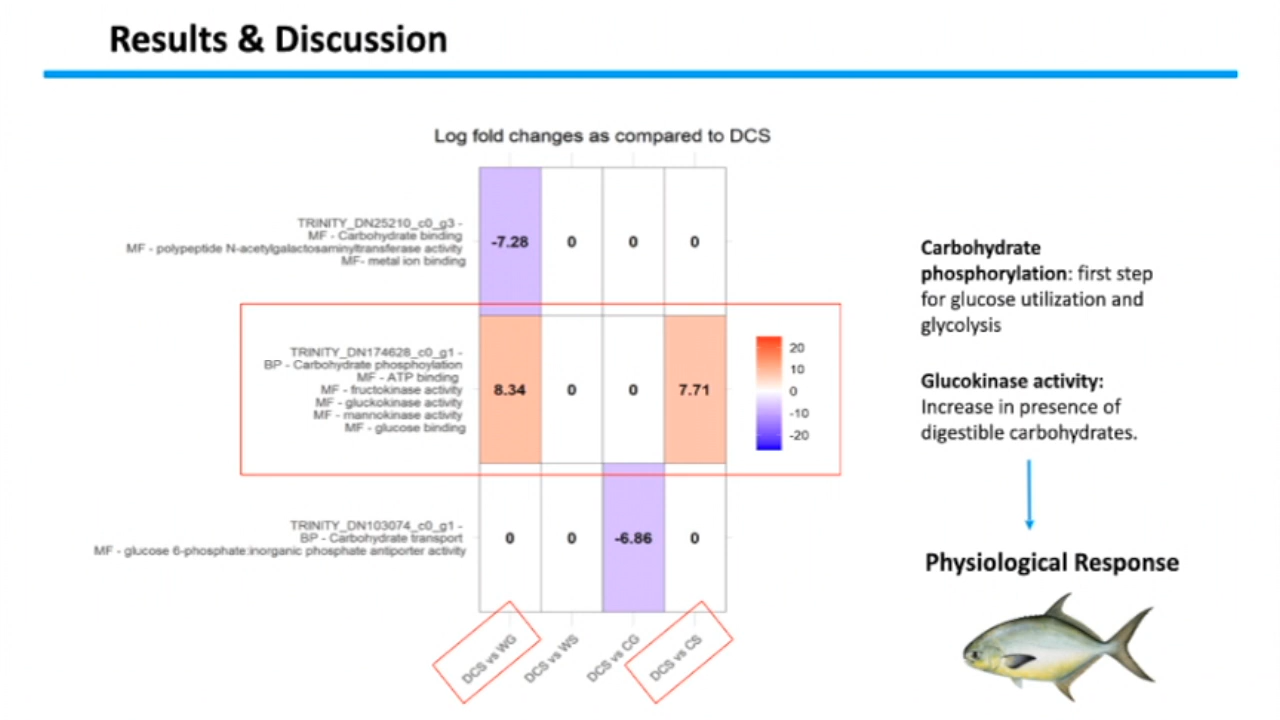 Results & Discussion
Log fold changes as compared to DCS
TRINITY_DN25210_c0_g3 -
MF - Carbohydrate binding
MF - polypeptide N-acetylgalactosaminyltransferase activity
MF- metal ion binding
-7.28
0
0
0
TRINITY_DN174628_c0_g1 -
BP - Carbohydrate phosphoylation
MF - ATP binding
MF - fructokinase activity
MF - gluckokinase activity
MF - mannokinase activity
MF - glucose binding
8.34
0
0
7.71
TRINITY_DN103074_c0_g1 -
BP - Carbohydrate transport
MF - glucose 6-phosphate:inorganic phosphate antiporter activity
0
0
-6.86
0
DCS vs WG
DCS vs WS
DCS vs CG
DCS vs CS
20
10
0
-10
-20
Carbohydrate
phosphorylation: first step
for glucose utilization and
glycolysis
Glucokinase activity:
Increase in presence of
digestible carbohydrates.
Physiological Response